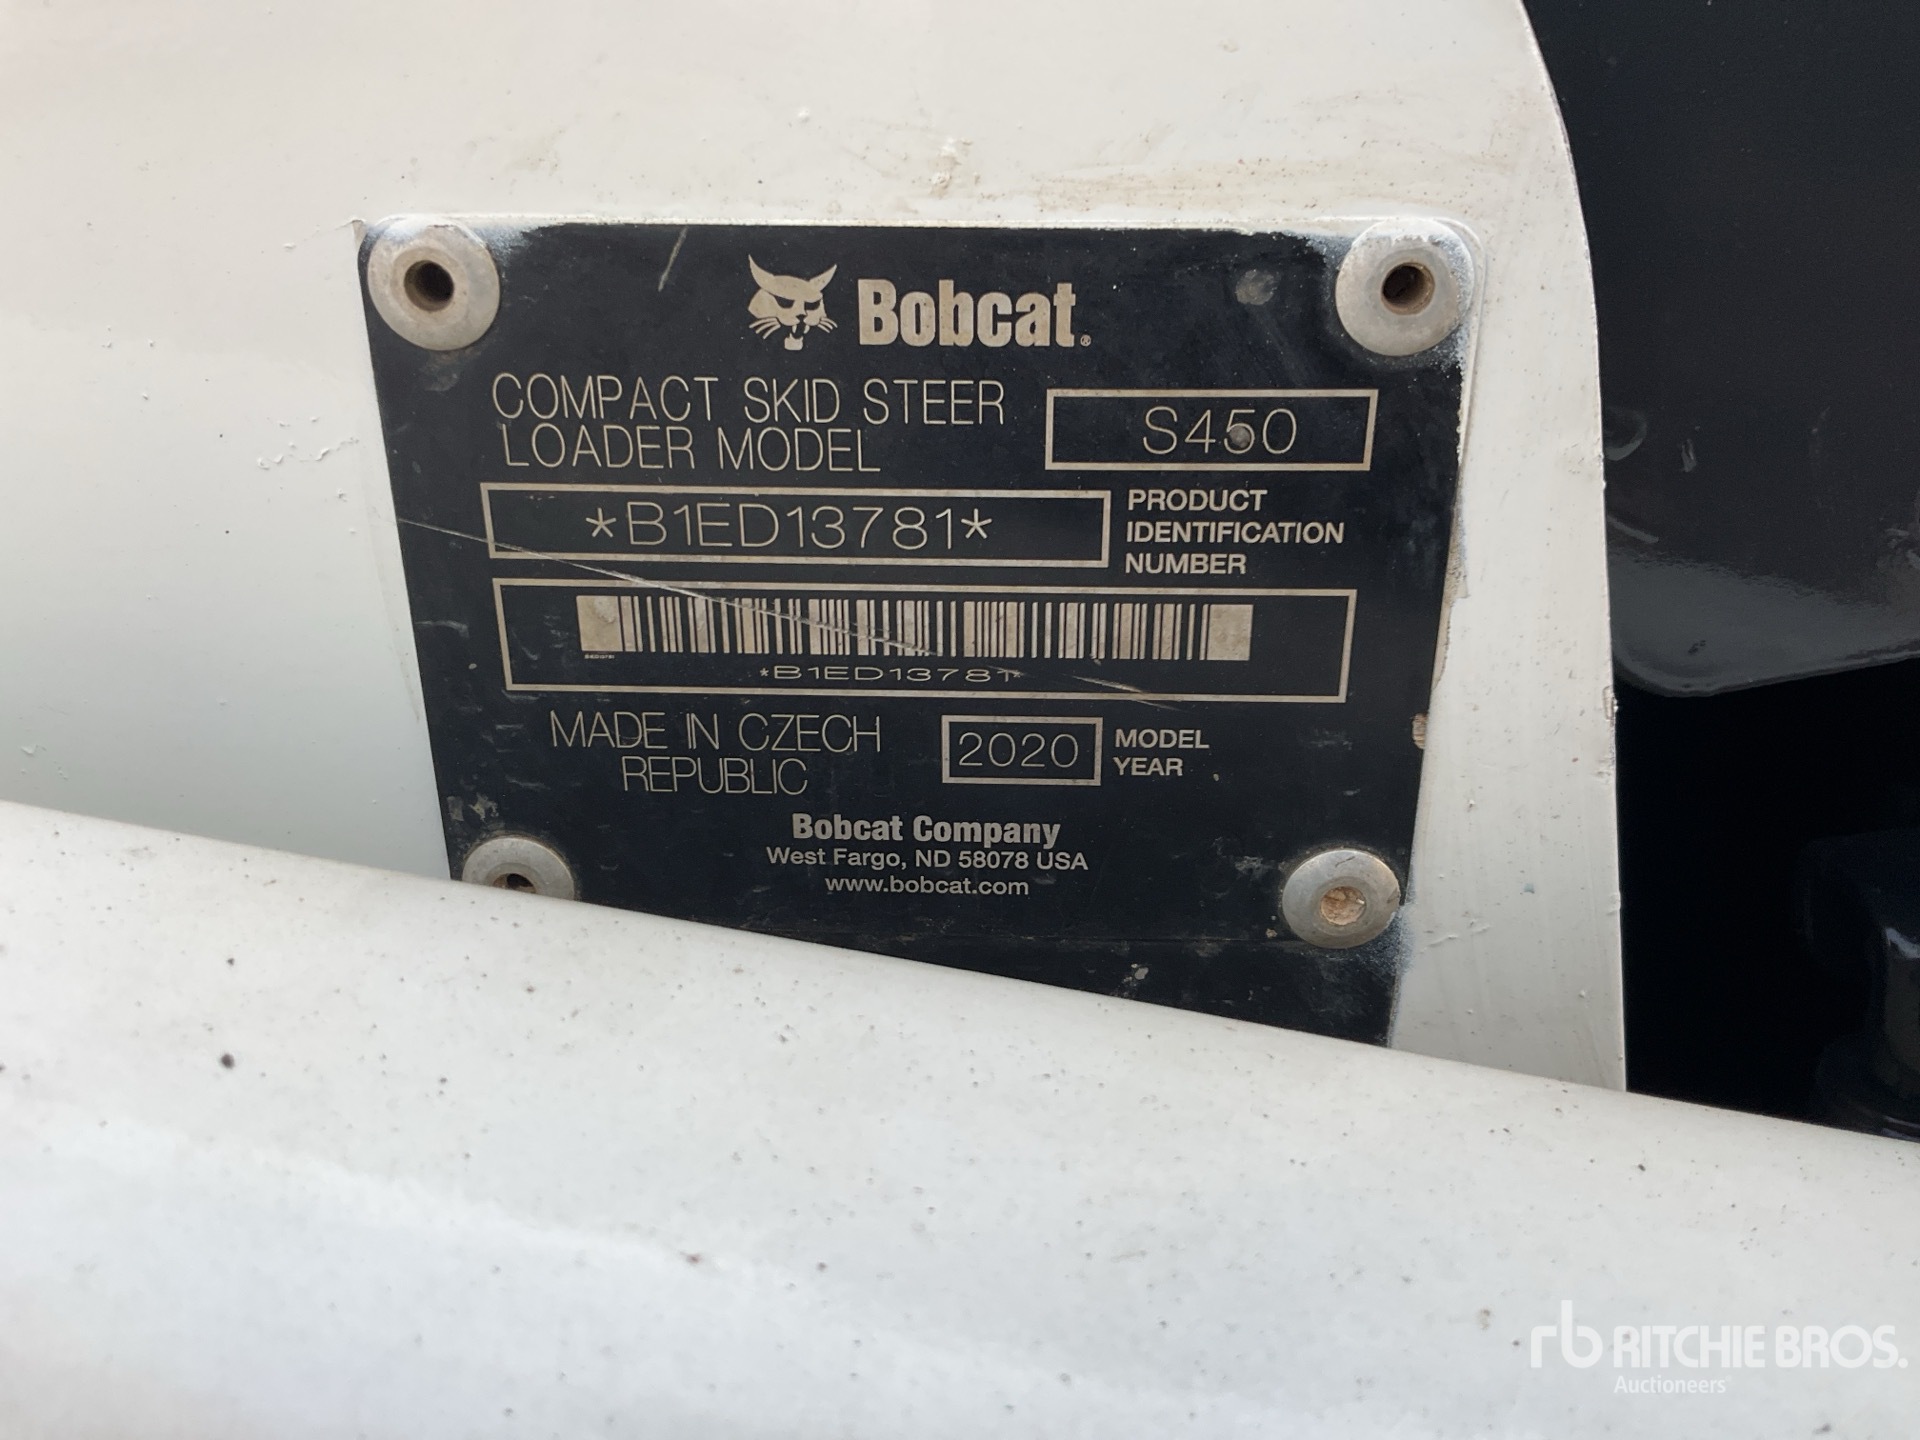 Bobcat®
COMPACT SKID STEER
LOADER MODEL
S450
*B1ED13781*
PRODUCT
IDENTIFICATION
NUMBER
*B1ED13781*
MADE IN CZECH
REPUBLIC
2020
MODEL
YEAR
Bobcat Company
West Fargo, ND 58078 USA
www.bobcat.com
rb RITCHIE BROS.
Auctioneers